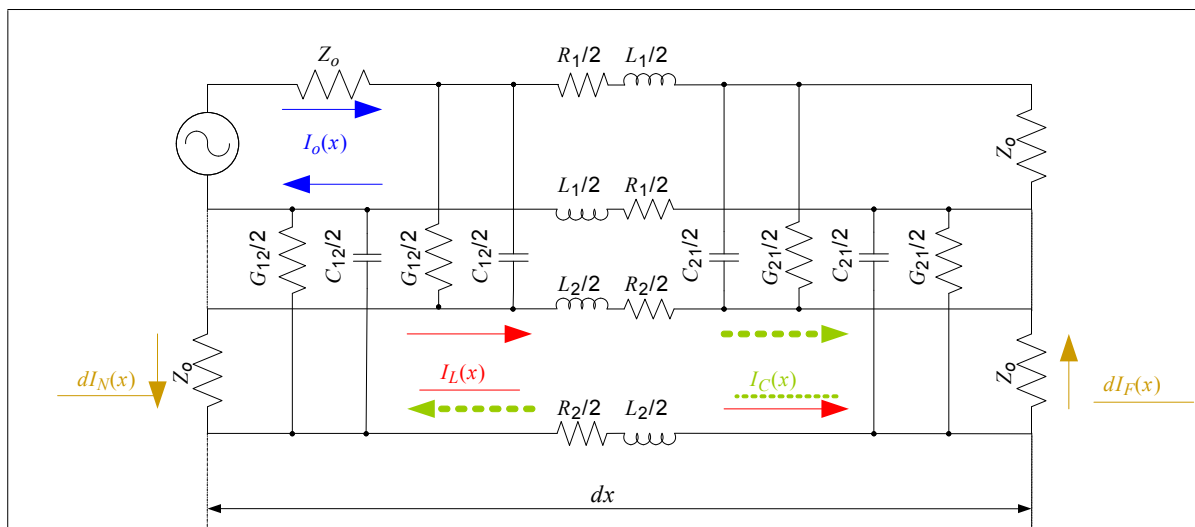 Z_o
R_1/2 L_1/2
I_o(x)
Z_o
L_1/2 R_1/2
G_12/2 C_12/2 G_12/2 C_12/2 C_21/2 G_21/2 C_21/2 G_21/2
L_2/2 R_2/2
dI_N(x) Z_o I_L(x) I_C(x) Z_o dI_F(x)
R_2/2 L_2/2
dx